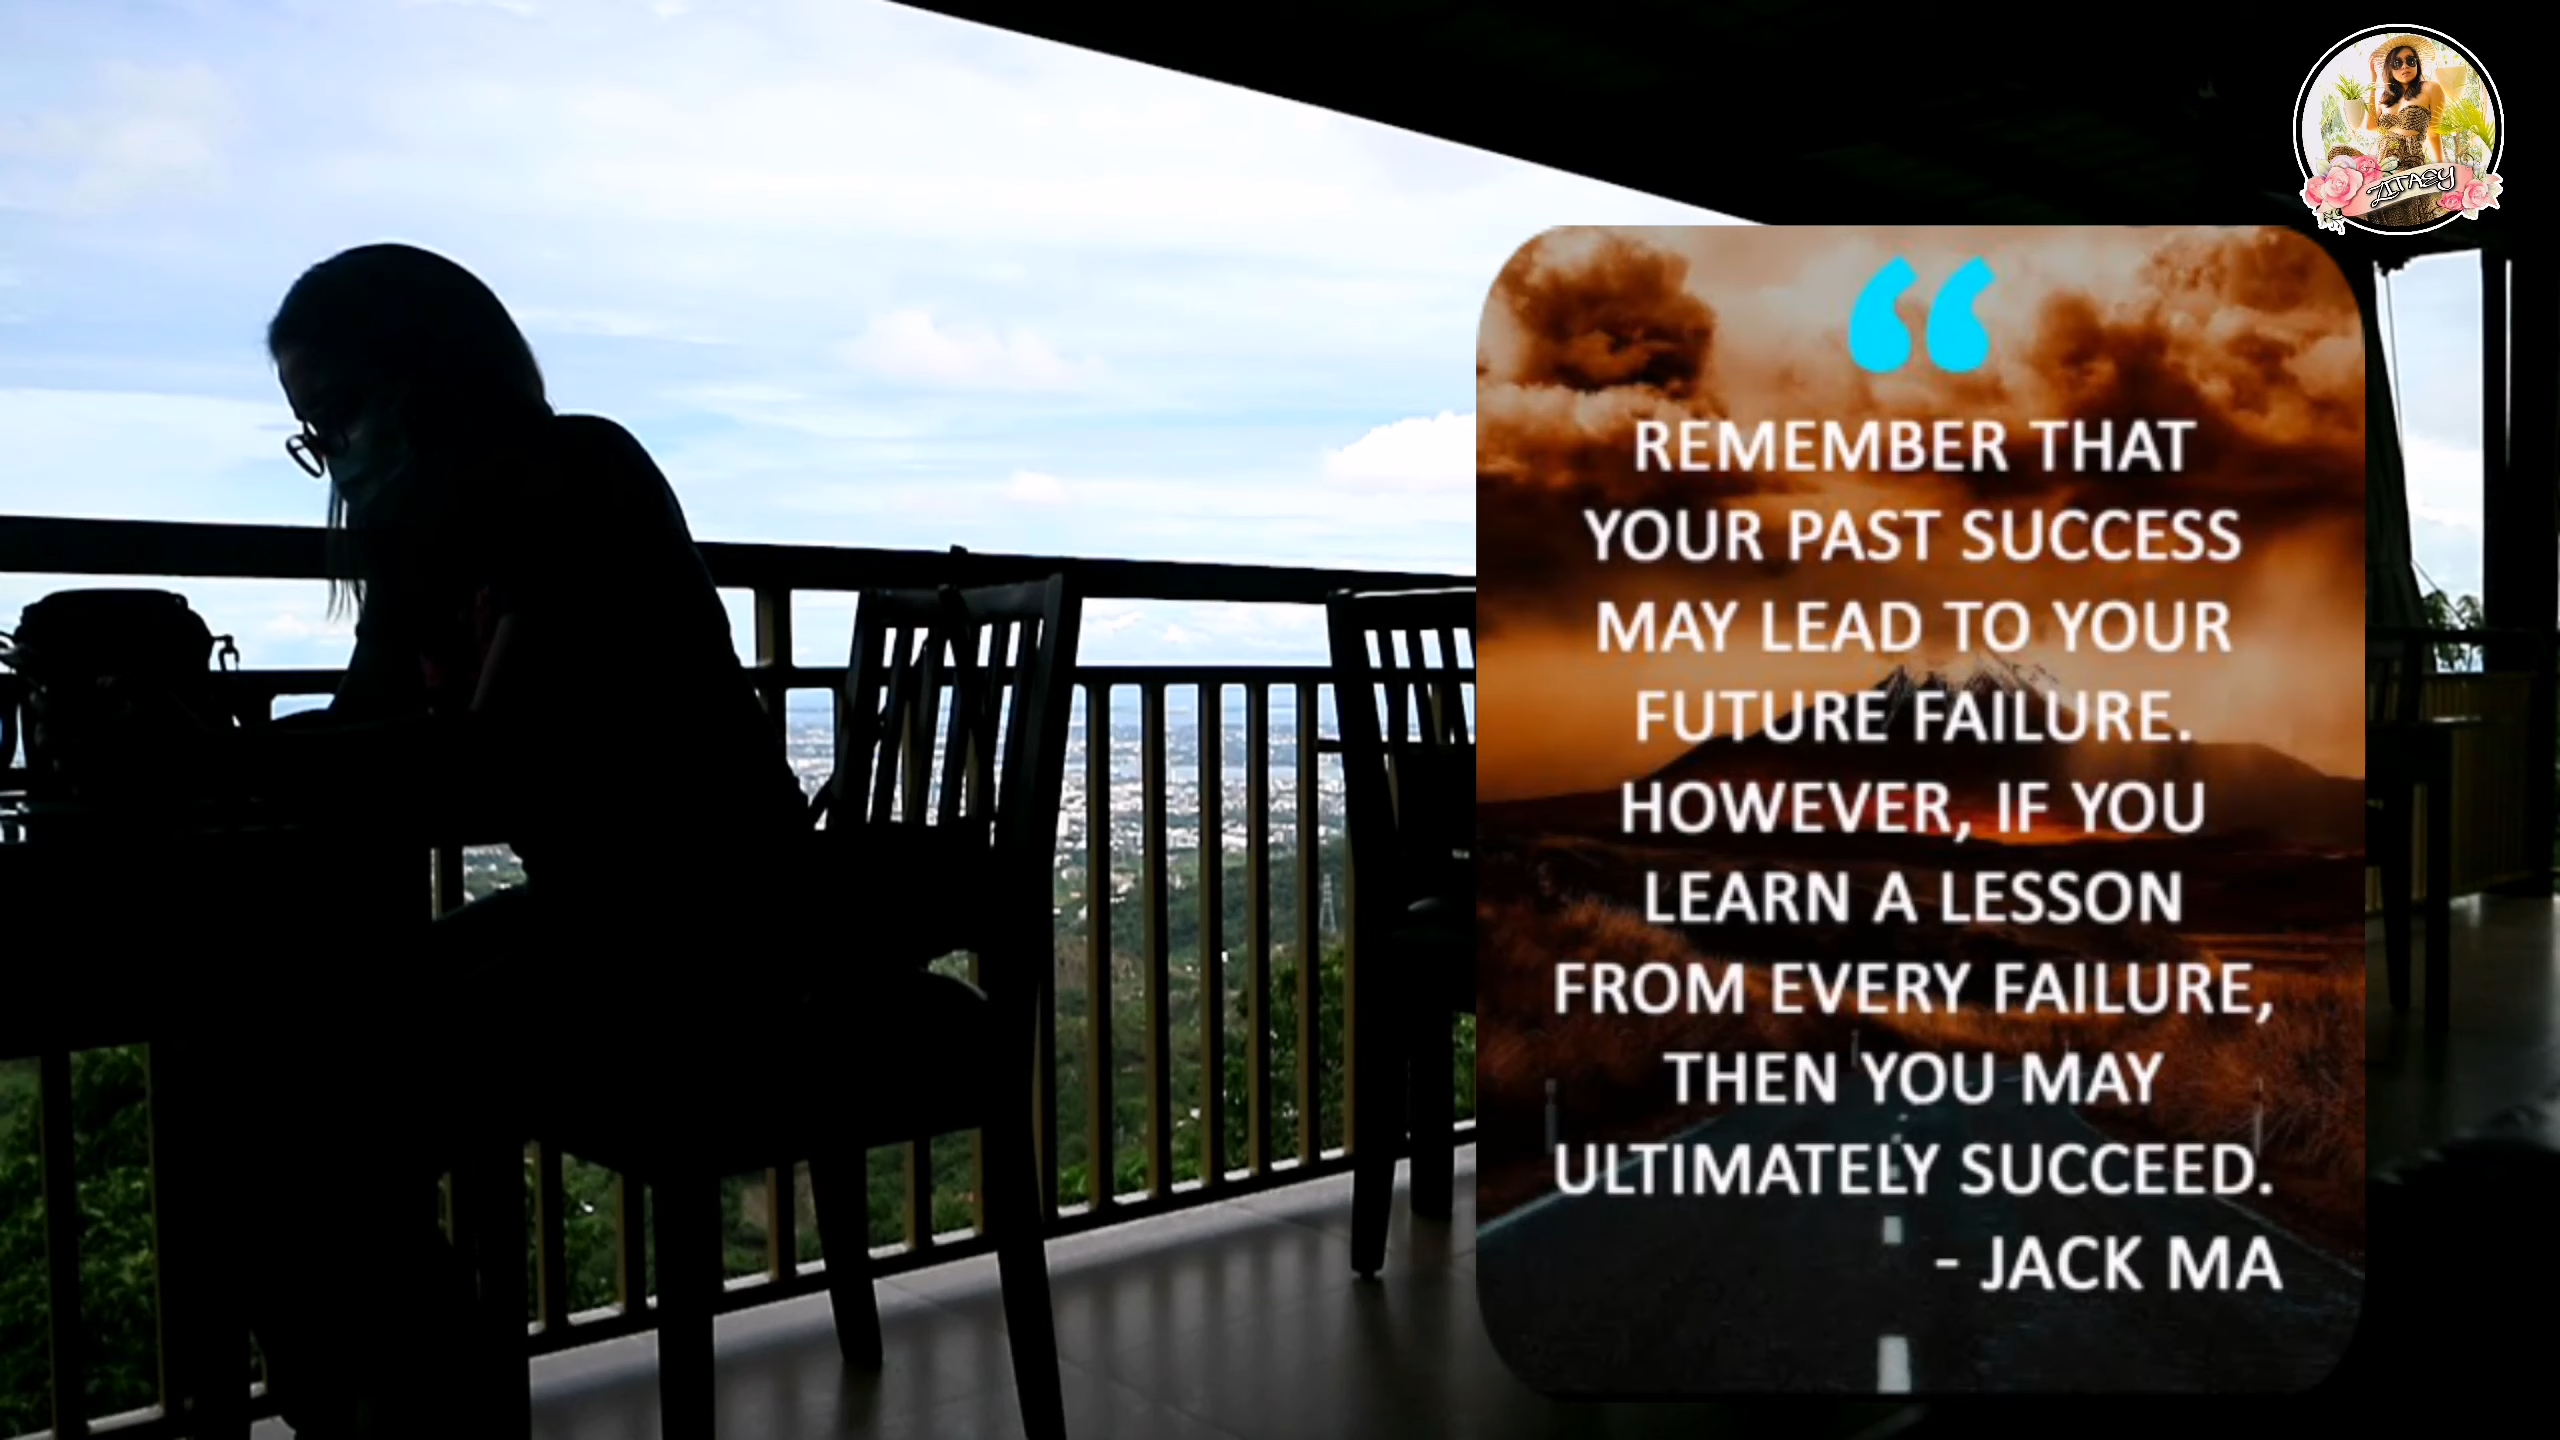 ZITAEY
“
REMEMBER THAT
YOUR PAST SUCCESS
MAY LEAD TO YOUR
FUTURE FAILURE.
HOWEVER, IF YOU
LEARN A LESSON
FROM EVERY FAILURE,
THEN YOU MAY
ULTIMATELY SUCCEED.
- JACK MA